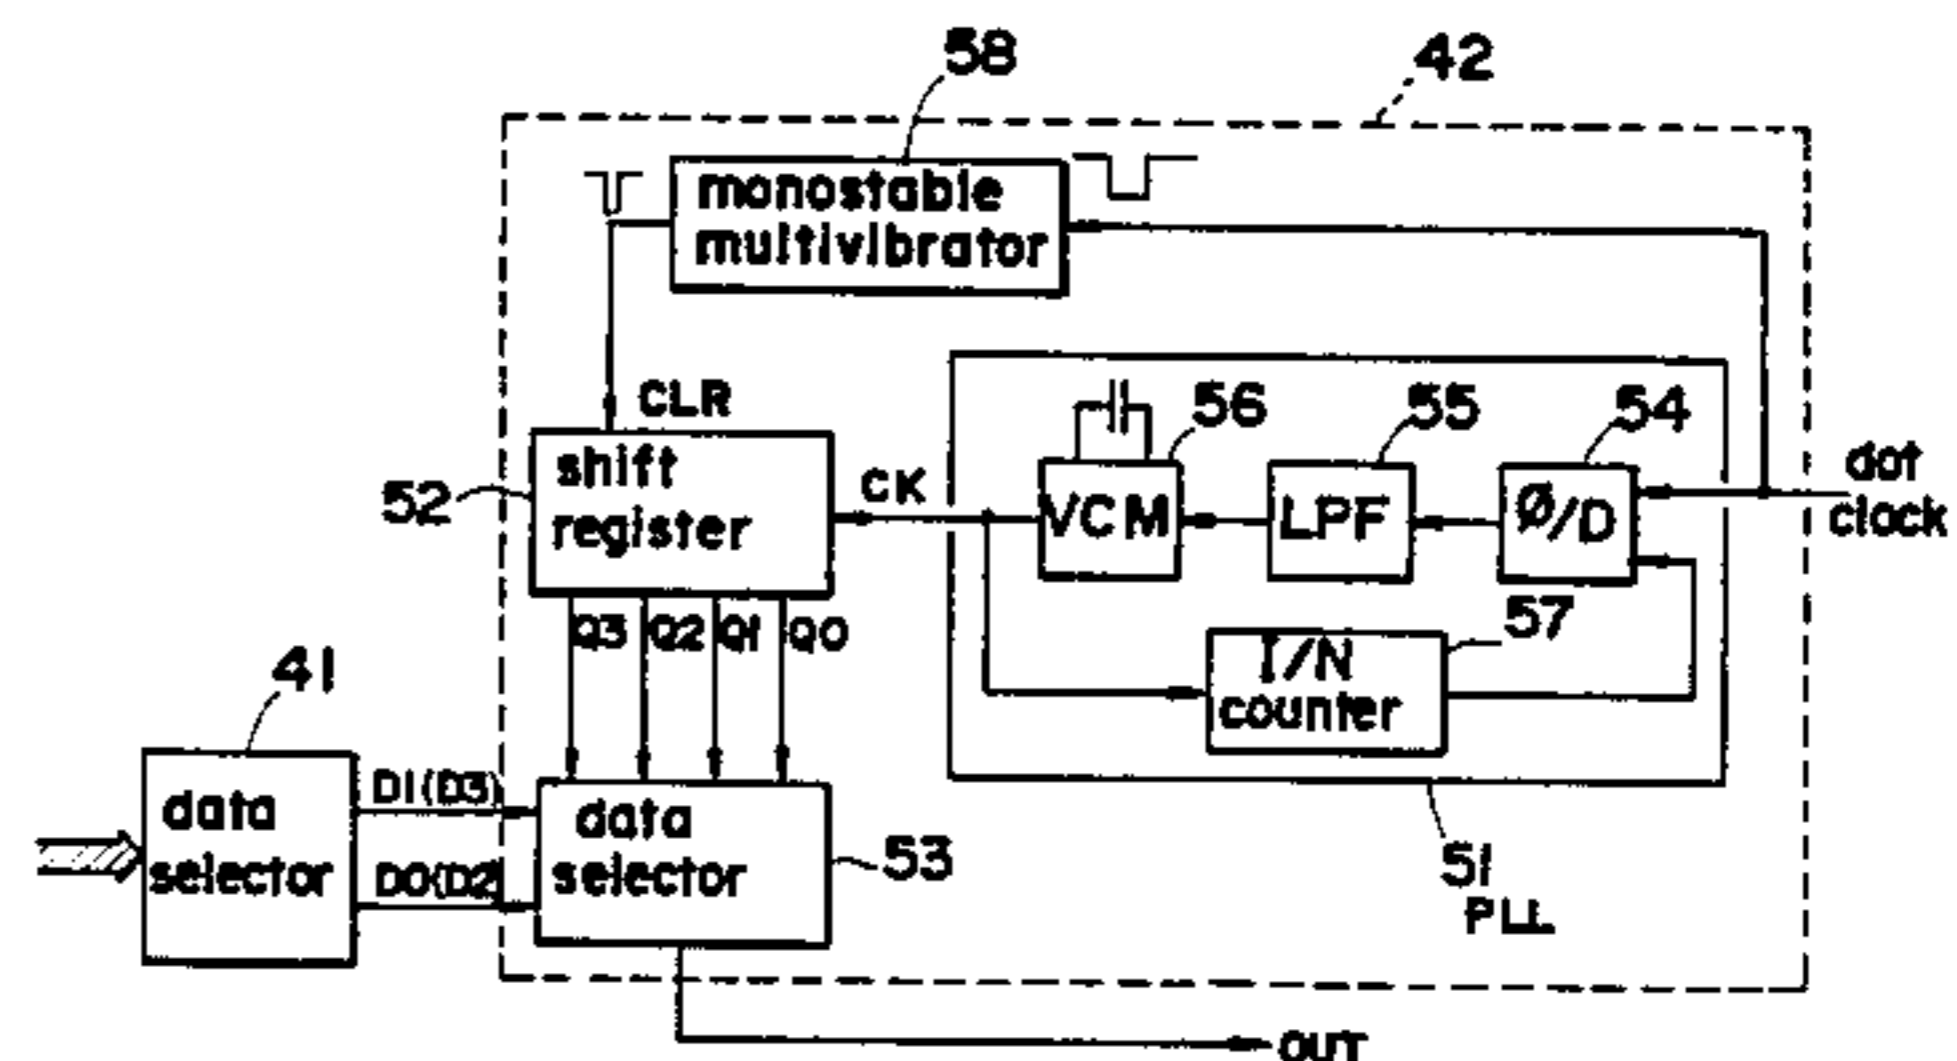 58
42
monostable
multivibrator
CLR
56
55
54
dot
clock
52
shift
register
CK
VCM
LPF
Ø/D
Q3
Q2
Q1
Q0
57
1/N
counter
41
data
selector
D1(D3)
D0(D2)
data
selector
53
51
PLL
OUT